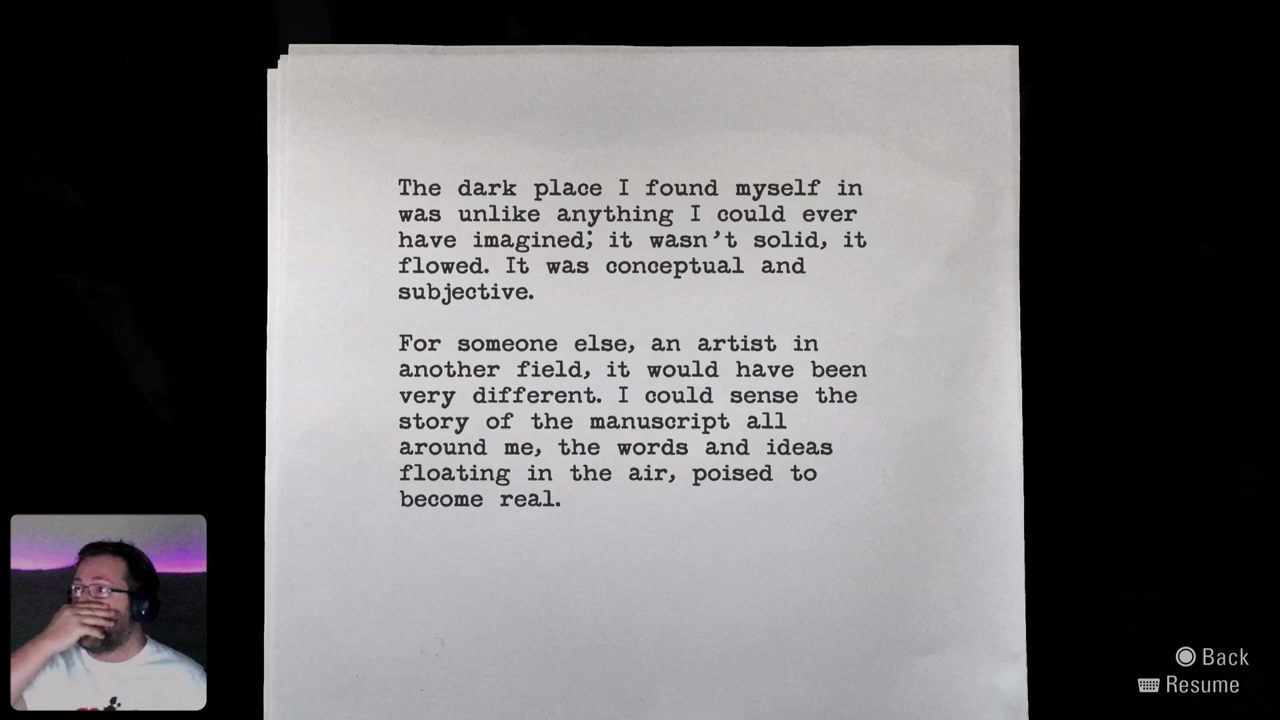 The dark place I found myself in
was unlike anything I could ever
have imagined; it wasn't solid, it
flowed. It was conceptual and
subjective.
For someone else, an artist in
another field, it would have been
very different. I could sense the
story of the manuscript all
around me, the words and ideas
floating in the air, poised to
become real.
Back
Resume